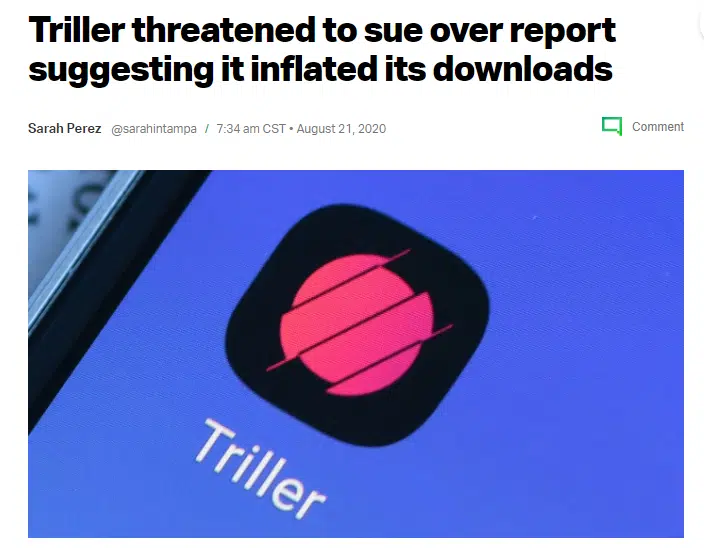 Triller threatened to sue over report
suggesting it inflated its downloads
Sarah Perez @sarahintampa / 7:34 am CST • August 21, 2020
Comment
Triller